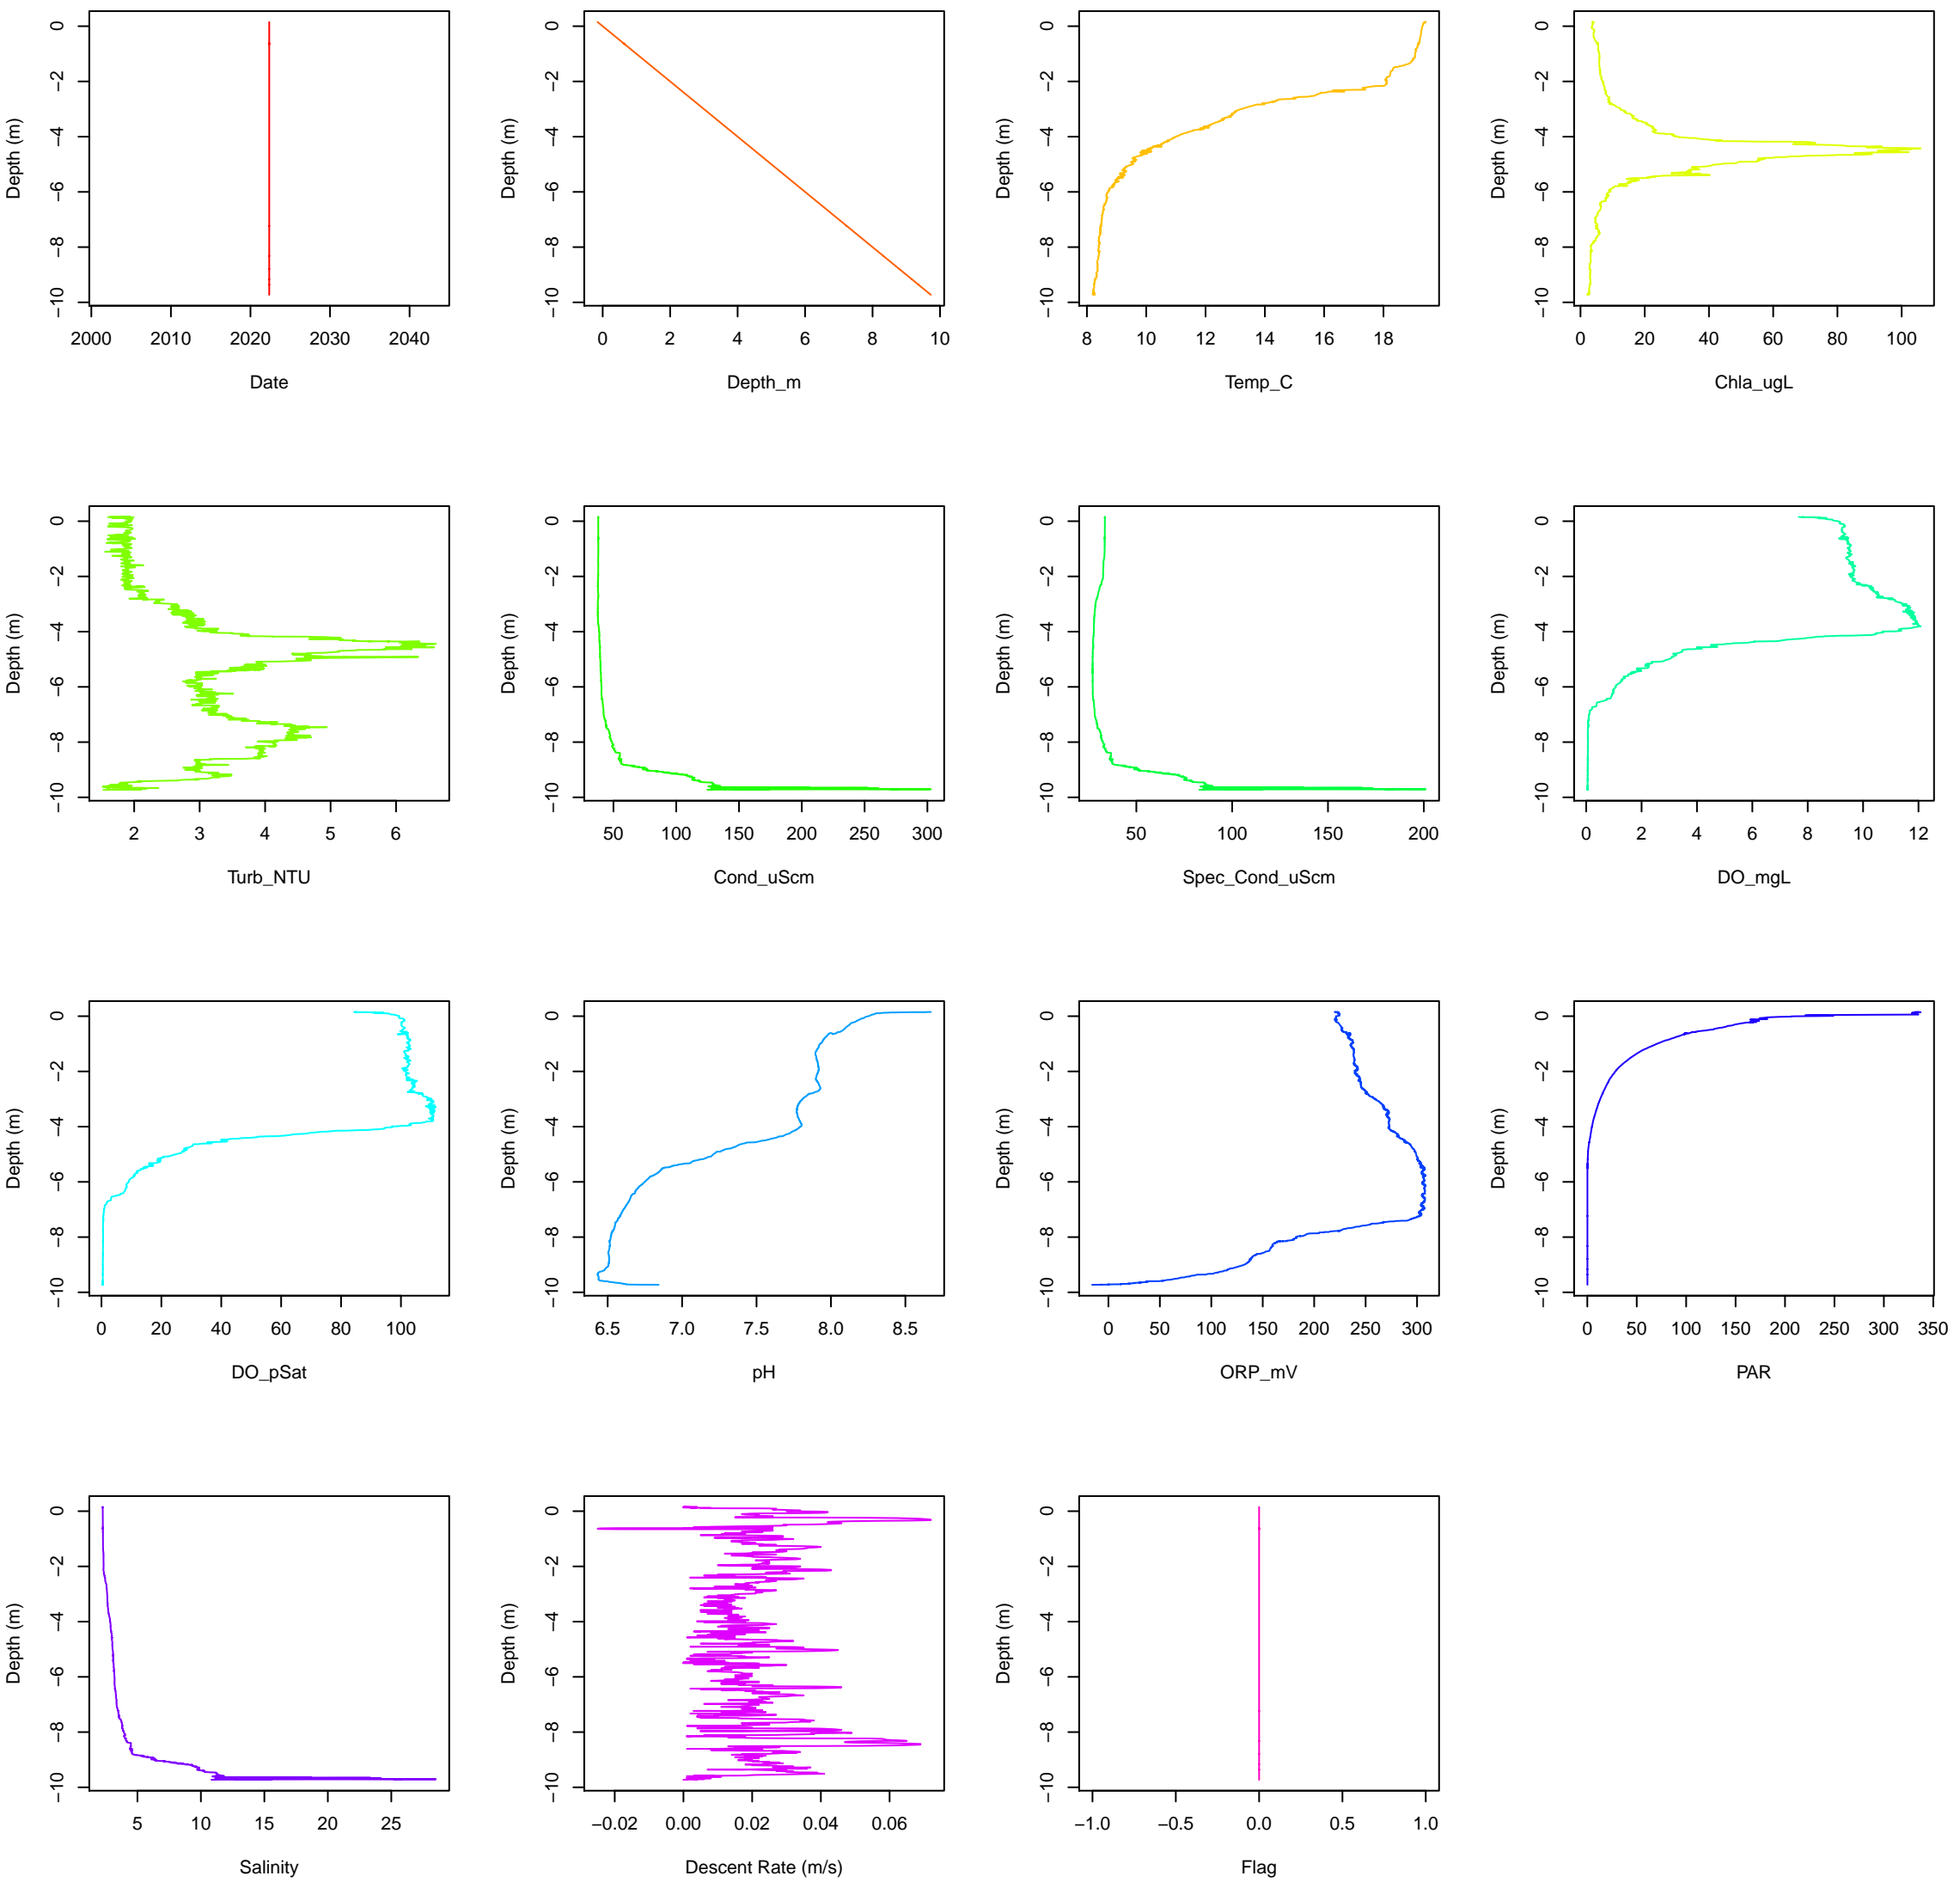 Depth (m)
0
−2
−4
−6
−8
−10
2000 2010 2020 2030 2040
Date
Depth (m)
0
−2
−4
−6
−8
−10
0 2 4 6 8 10
Depth_m
Depth (m)
0
−2
−4
−6
−8
−10
8 10 12 14 16 18
Temp_C
Depth (m)
0
−2
−4
−6
−8
−10
0 20 40 60 80 100
Chla_ugL
Depth (m)
0
−2
−4
−6
−8
−10
2 3 4 5 6
Turb_NTU
Depth (m)
0
−2
−4
−6
−8
−10
50 100 150 200 250 300
Cond_uScm
Depth (m)
0
−2
−4
−6
−8
−10
50 100 150 200
Spec_Cond_uScm
Depth (m)
0
−2
−4
−6
−8
−10
0 2 4 6 8 10 12
DO_mgL
Depth (m)
0
−2
−4
−6
−8
−10
0 20 40 60 80 100
DO_pSat
Depth (m)
0
−2
−4
−6
−8
−10
6.5 7.0 7.5 8.0 8.5
pH
Depth (m)
0
−2
−4
−6
−8
−10
0 50 100 150 200 250 300
ORP_mV
Depth (m)
0
−2
−4
−6
−8
−10
0 50 100 150 200 250 300 350
PAR
Depth (m)
0
−2
−4
−6
−8
−10
5 10 15 20 25
Salinity
Depth (m)
0
−2
−4
−6
−8
−10
−0.02 0.00 0.02 0.04 0.06
Descent Rate (m/s)
Depth (m)
0
−2
−4
−6
−8
−10
−1.0 −0.5 0.0 0.5 1.0
Flag